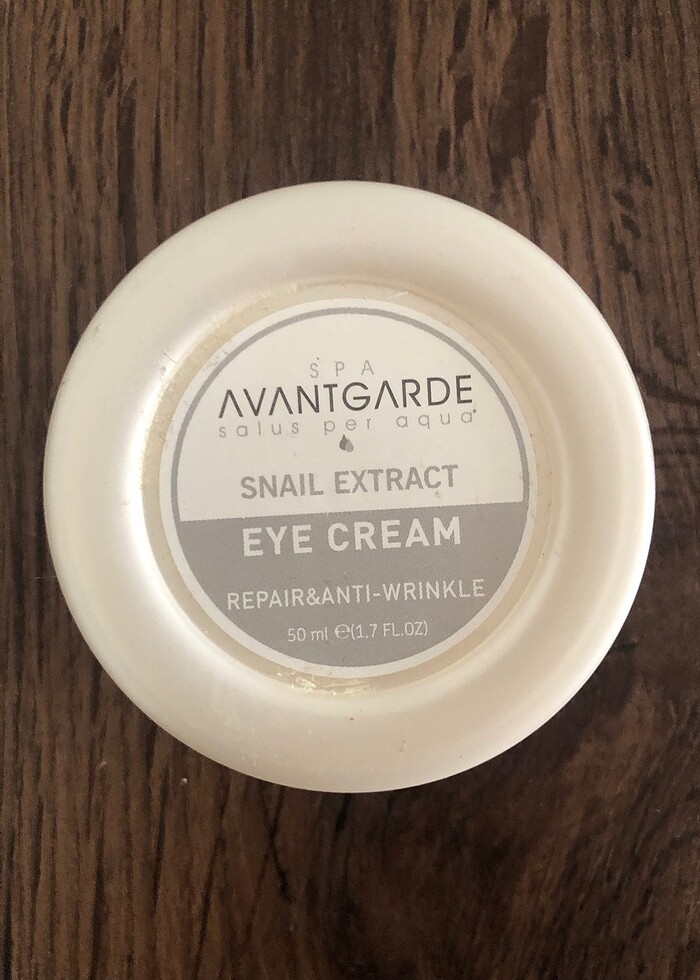 SPA
AVANTGARDE
salus per aqua
SNAIL EXTRACT
EYE CREAM
REPAIR&ANTI-WRINKLE
50 ml ℮(1.7 FL.OZ)